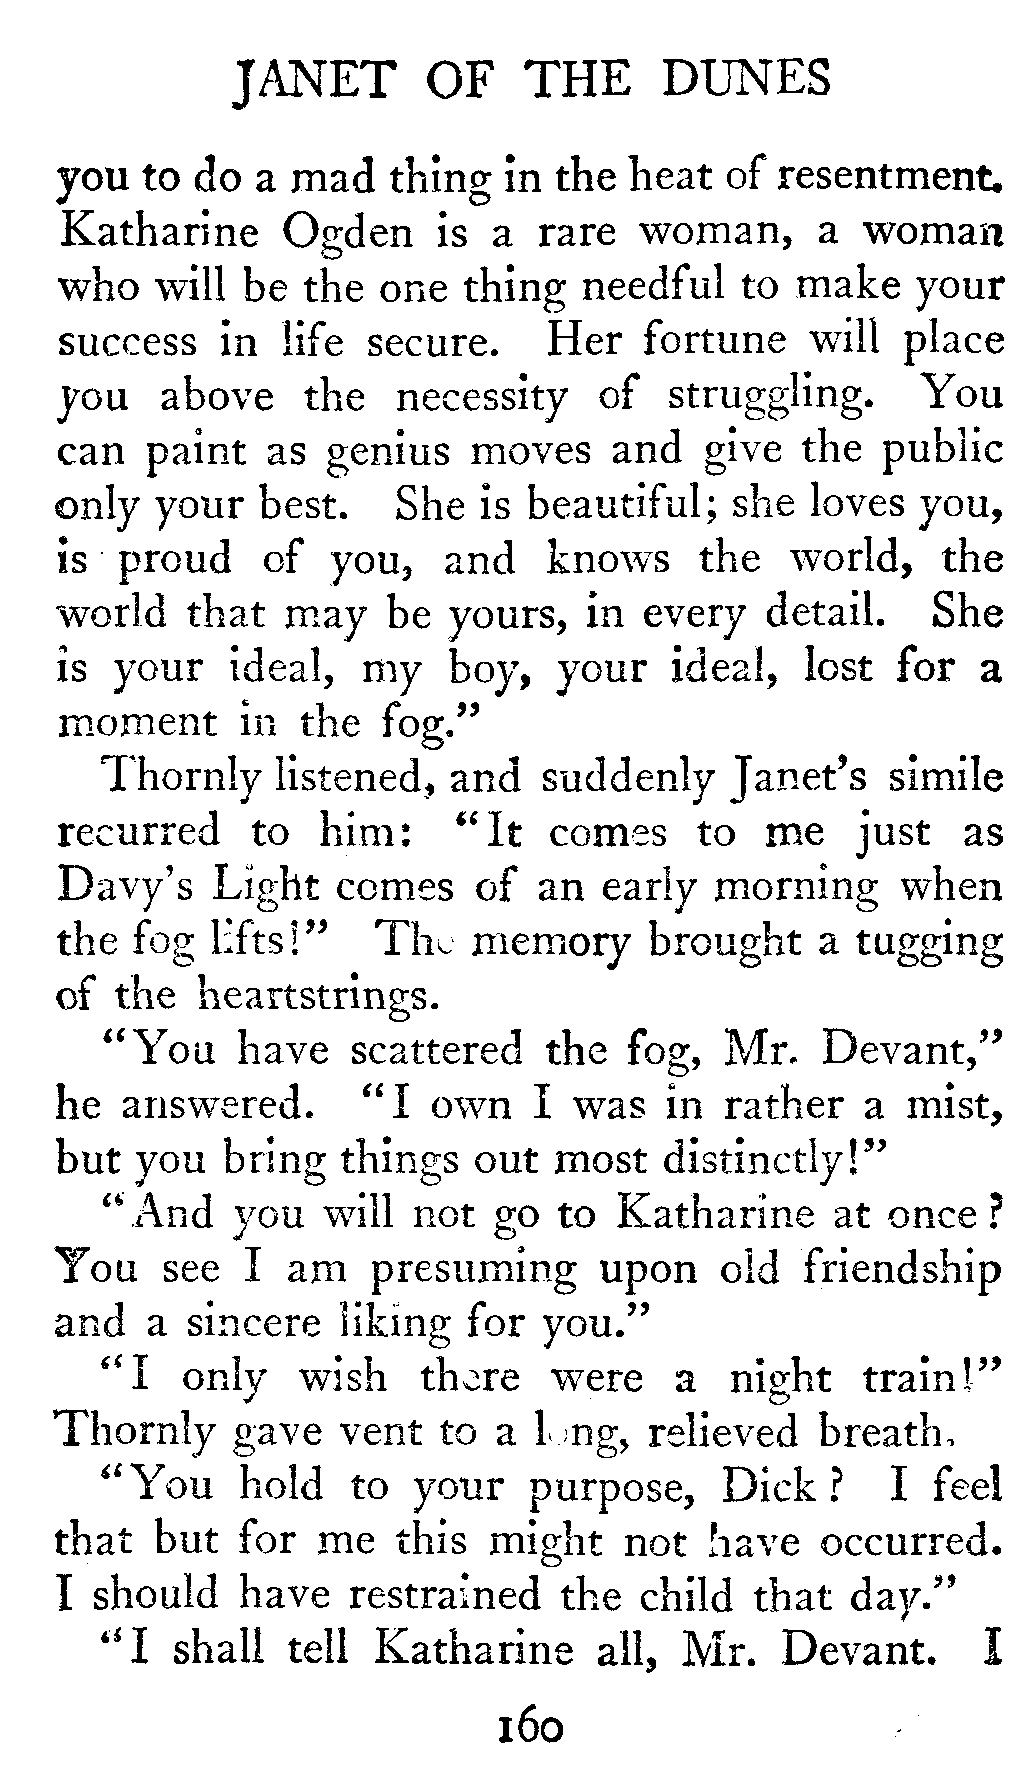 JANET OF THE DUNES
you to do a mad thing in the heat of resentment.
Katharine Ogden is a rare woman, a woman
who will be the one thing needful to make your
success in life secure. Her fortune will place
you above the necessity of struggling. You
can paint as genius moves and give the public
only your best. She is beautiful; she loves you,
is proud of you, and knows the world, the
world that may be yours, in every detail. She
is your ideal, my boy, your ideal, lost for a
moment in the fog."
Thornly listened, and suddenly Janet's simile
recurred to him: "It comes to me just as
Davy's Light comes of an early morning when
the fog lifts!" The memory brought a tugging
of the heartstrings.
"You have scattered the fog, Mr. Devant,"
he answered. "I own I was in rather a mist,
but you bring things out most distinctly!"
"And you will not go to Katharine at once?
You see I am presuming upon old friendship
and a sincere liking for you."
"I only wish there were a night train!"
Thornly gave vent to a long, relieved breath.
"You hold to your purpose, Dick? I feel
that but for me this might not have occurred.
I should have restrained the child that day."
"I shall tell Katharine all, Mr. Devant. I
160